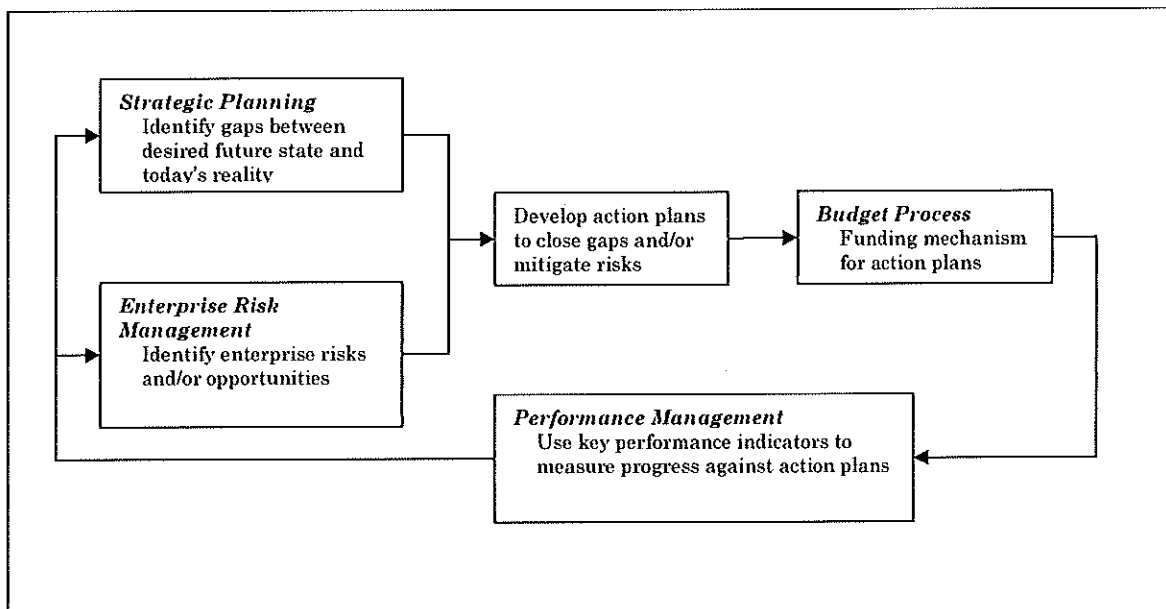 Strategic Planning
Identify gaps between
desired future state and
today's reality
Enterprise Risk
Management
Identify enterprise risks
and/or opportunities
Develop action plans
to close gaps and/or
mitigate risks
Budget Process
Funding mechanism
for action plans
Performance Management
Use key performance indicators to
measure progress against action plans